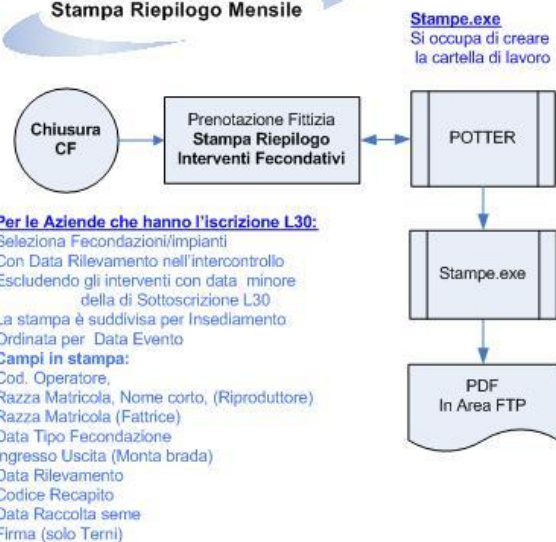 Stampa Riepilogo Mensile
Stampe.exe
Si occupa di creare
la cartella di lavoro
Chiusura
CF
Prenotazione Fittizia
Stampa Riepilogo
Interventi Fecondativi
POTTER
Per le Aziende che hanno l'iscrizione L30:
Seleziona Fecondazioni/impianti
Con Data Rilevamento nell'intercontrollo
Escludendo gli interventi con data minore
della di Sottoscrizione L30
La stampa è suddivisa per Insediamento
Ordinata per Data Evento
Campi in stampa:
Cod. Operatore,
Razza Matricola, Nome corto, (Riproduttore)
Razza Matricola (Fattrice)
Data Tipo Fecondazione
Ingresso Uscita (Monta brada)
Data Rilevamento
Codice Recapito
Data Raccolta seme
Firma (solo Terni)
Stampe.exe
PDF
In Area FTP